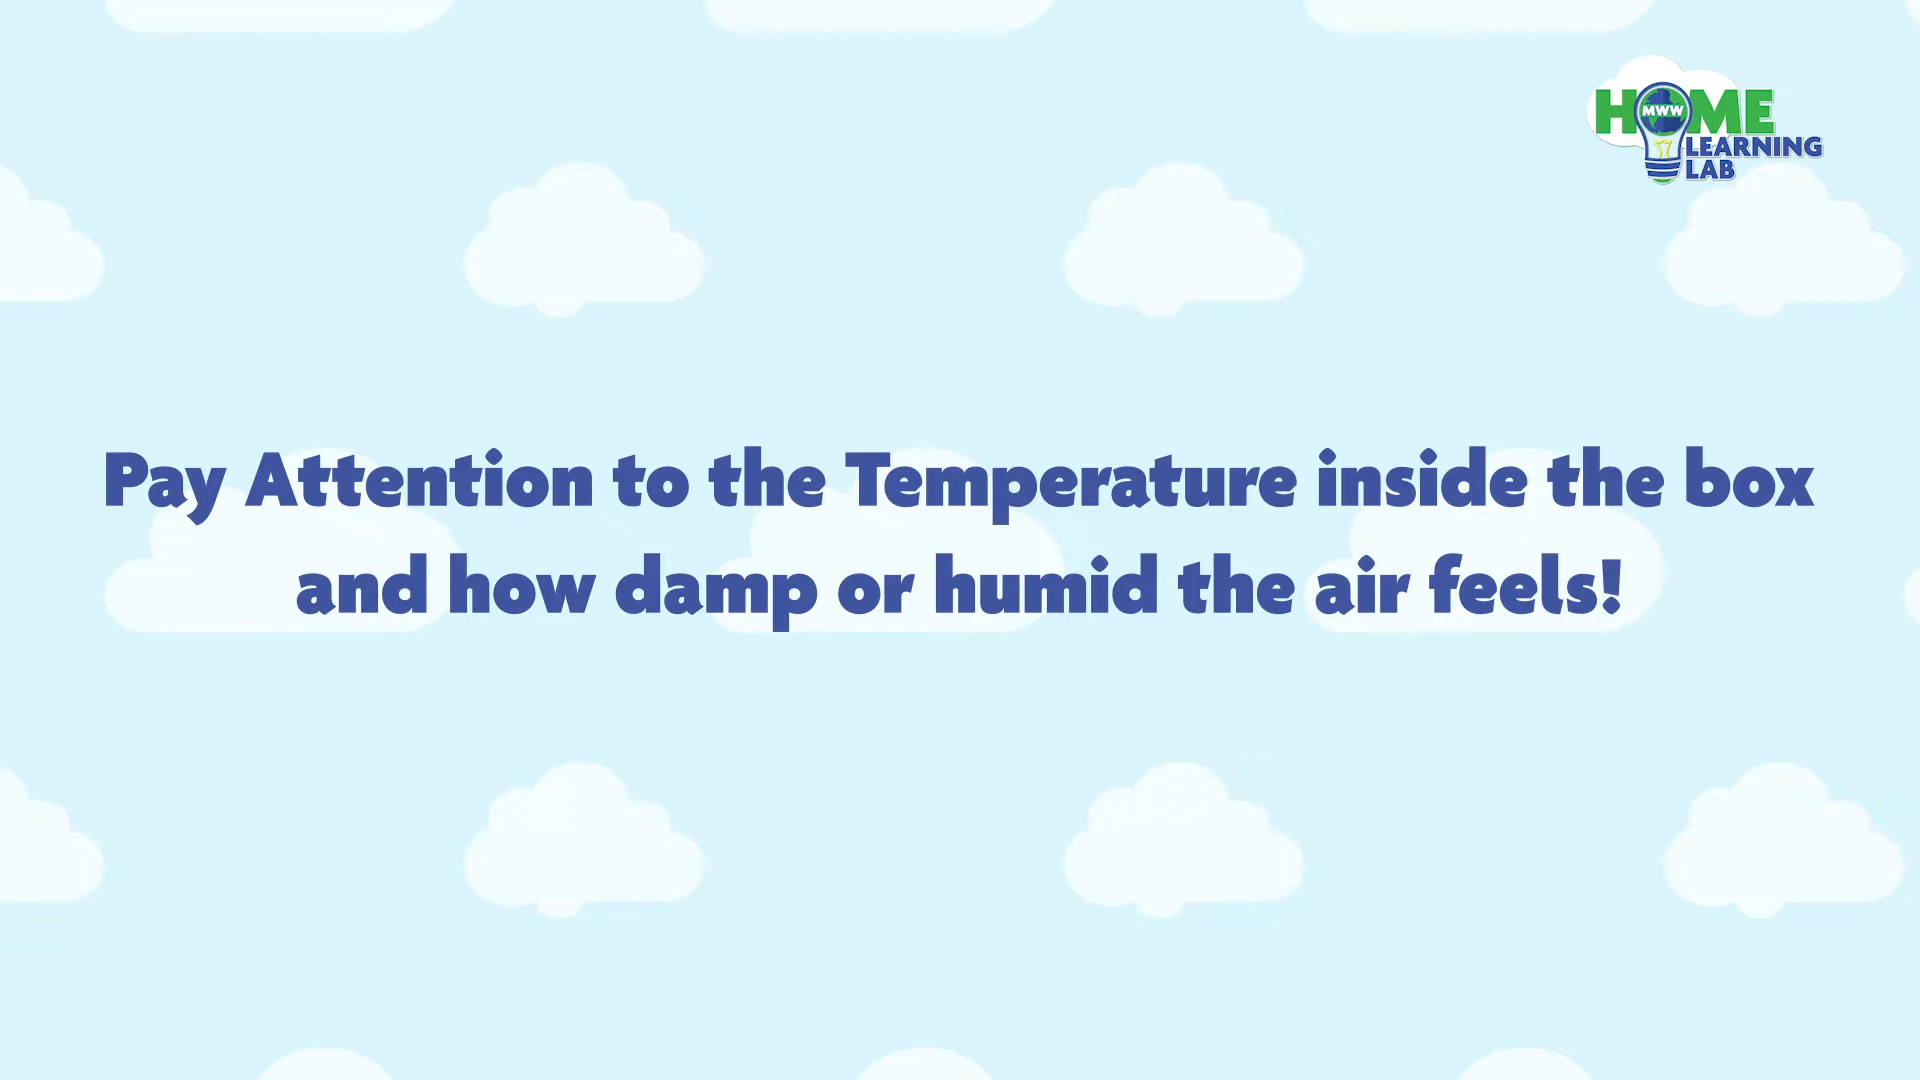 HOME
MWW
LEARNING
LAB
Pay Attention to the Temperature inside the box
and how damp or humid the air feels!